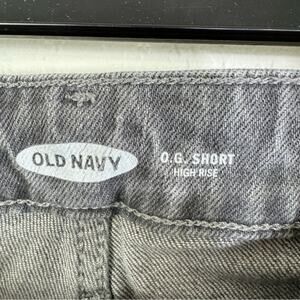 OLD NAVY
O.G. SHORT
HIGH RISE